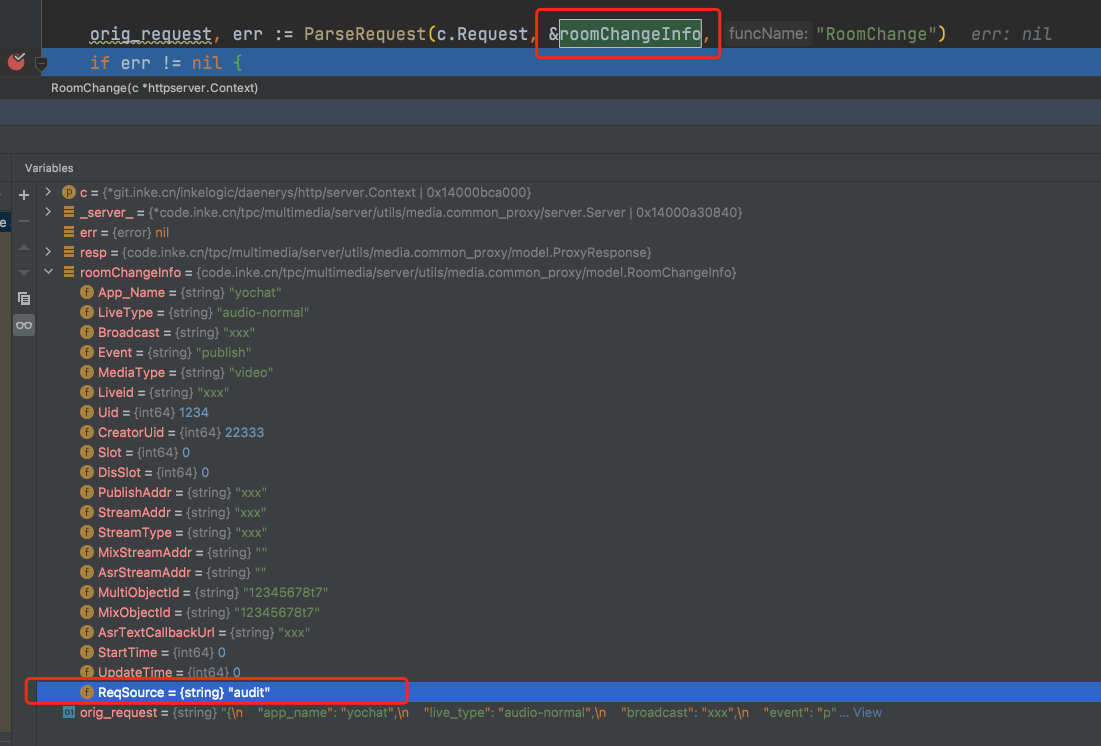 orig_request, err := ParseRequest(c.Request, &roomChangeInfo, funcName: "RoomChange") err: nil
if err != nil {
RoomChange(c *httpserver.Context)
Variables
c = {*git.inke.cn/inkelogic/daenerys/http/server.Context | 0x14000bca000}
_server_ = {*code.inke.cn/tpc/multimedia/server/utils/media.common_proxy/server.Server | 0x14000a30840}
err = {error} nil
resp = {code.inke.cn/tpc/multimedia/server/utils/media.common_proxy/model.ProxyResponse}
roomChangeInfo = {code.inke.cn/tpc/multimedia/server/utils/media.common_proxy/model.RoomChangeInfo}
App_Name = {string} "yochat"
LiveType = {string} "audio-normal"
Broadcast = {string} "xxx"
Event = {string} "publish"
MediaType = {string} "video"
Liveid = {string} "xxx"
Uid = {int64} 1234
CreatorUid = {int64} 22333
Slot = {int64} 0
DisSlot = {int64} 0
PublishAddr = {string} "xxx"
StreamAddr = {string} "xxx"
StreamType = {string} "xxx"
MixStreamAddr = {string} ""
AsrStreamAddr = {string} ""
MultiObjectId = {string} "12345678t7"
MixObjectId = {string} "12345678t7"
AsrTextCallbackUrl = {string} "xxx"
StartTime = {int64} 0
UpdateTime = {int64} 0
ReqSource = {string} "audit"
orig_request = {string} "{\n "app_name": "yochat",\n "live_type": "audio-normal",\n "broadcast": "xxx",\n "event": "p" ... View